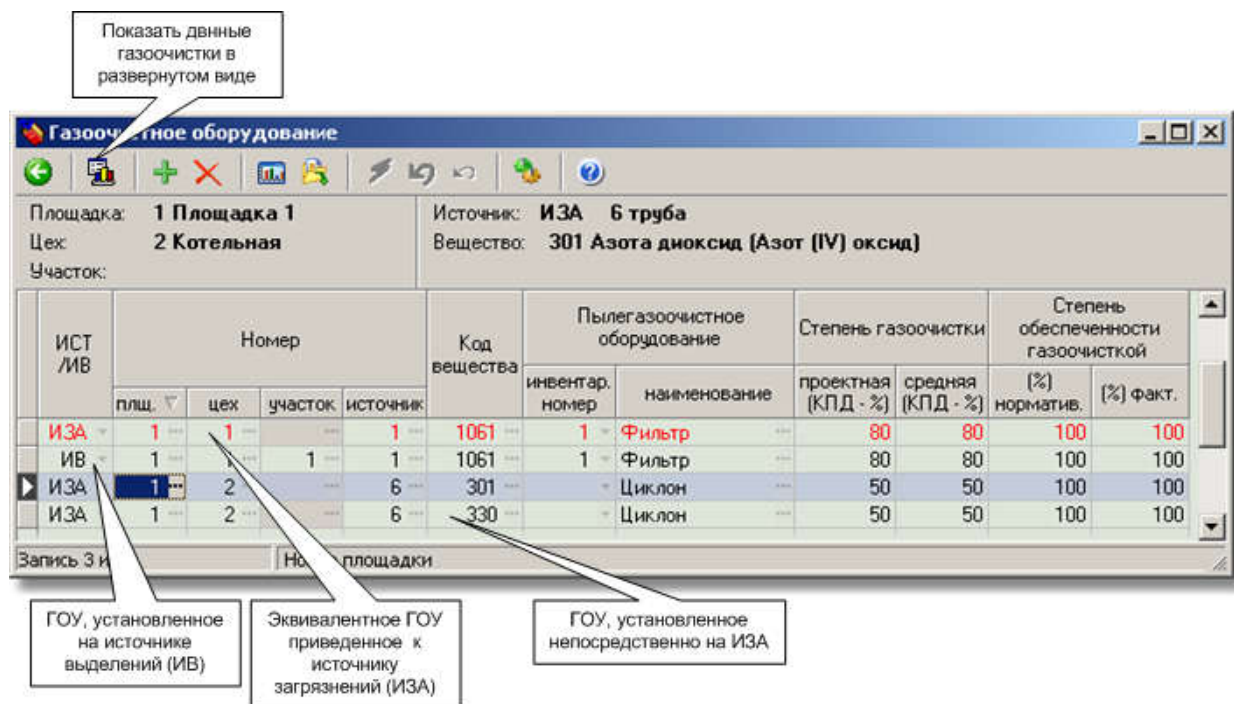 Показать двнные
газоочистки в
развернутом виде
Газооч етное оборудование
Площадка: 1 Площадка 1 Источник: ИЗА 6 труба
Цех: 2 Котельная Вещество: 301 Азота диоксид (Азот (IV) оксид)
Участок:
ИСТ /ИВ Номер Код вещества Пылегазоочистное оборудование Степень газоочистки Степень обеспеченности газоочисткой
плщ. цех участок источник инвентар. номер наименование проектная (КПД - %) средняя (КПД - %) (%) норматив. (%) факт.
ИЗА 1 1 1 1061 1 Фильтр 80 80 100 100
ИВ 1 1 1 1 1061 1 Фильтр 80 80 100 100
ИЗА 1 2 6 301 Циклон 50 50 100 100
ИЗА 1 2 6 330 Циклон 50 50 100 100
Запись 3 и Но площадки
ГОУ, установленное
на источнике
выделений (ИВ)
Эквивалентное ГОУ
приведенное к
источнику
загрязнений (ИЗА)
ГОУ, установленное
непосредственно на ИЗА